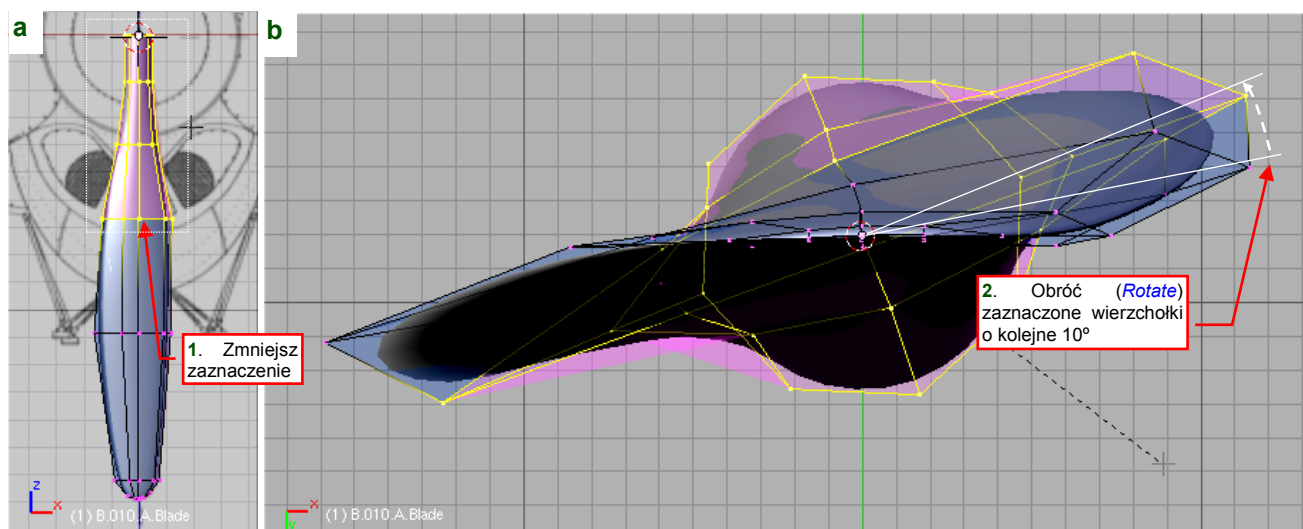 a
b
1. Zmniejsz
zaznaczenie
2. Obróć (Rotate)
zaznaczone wierzchołki
o kolejne 10º
z
x
(1) B.010.A.Blade
x
y
(1) B.010.A.Blade